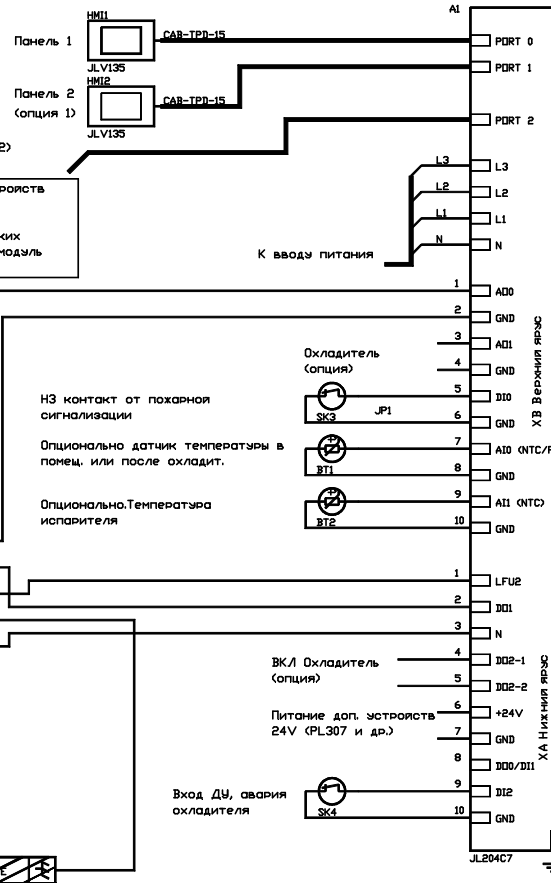 A1
HMI1
Панель 1
CAB-TPD-15
PORT 0
JLV135
PORT 1
HMI2
Панель 2
(опция 1)
CAB-TPD-15
JLV135
PORT 2
2)
L3
L3
ройств
L2
L2
L1
L1
ких
N
N
модуль
К вводу питания
1
AO0
2
GND
3
AO1
Охладитель
(опция)
4
GND
5
DI0
НЗ контакт от пожарной
сигнализации
SK3
JP1
6
GND
ХВ Верхний ярус
Опционально датчик температуры в
помещ. или после охладит.
7
AI0 (NTC/P
BT1
8
GND
Опционально.Температура
испарителя
9
AI1 (NTC)
BT2
10
GND
1
LFU2
2
DO1
3
N
ВКЛ Охладитель
(опция)
4
DO2-1
5
DO2-2
Питание доп. устройств
24V (PL307 и др.)
6
+24V
7
GND
ХА Нижний ярус
8
DO0/DI1
Вход ДУ, авария
охладителя
9
DI2
SK4
10
GND
JL204C7